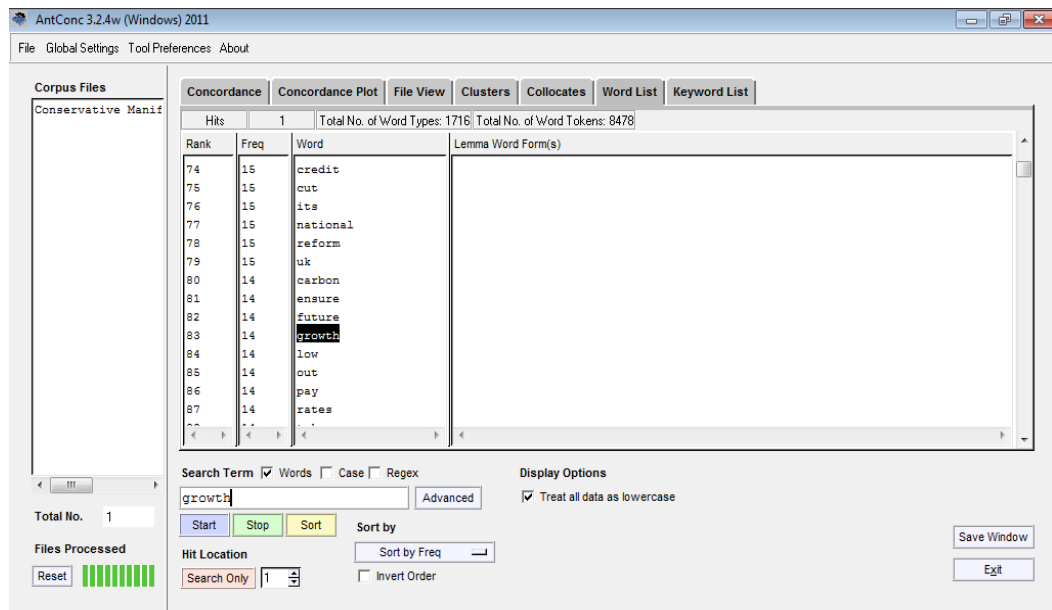 AntConc 3.2.4w (Windows) 2011
File Global Settings Tool Preferences About
Corpus Files
Conservative Manif
Total No. 1
Files Processed
Reset
Concordance Concordance Plot File View Clusters Collocates Word List Keyword List
Hits 1 Total No. of Word Types: 1716 Total No. of Word Tokens: 8478
Rank Freq Word Lemma Word Form(s)
74 15 credit
75 15 cut
76 15 its
77 15 national
78 15 reform
79 15 uk
80 14 carbon
81 14 ensure
82 14 future
83 14 growth
84 14 low
85 14 out
86 14 pay
87 14 rates
Search Term Words Case Regex
growth Advanced
Start Stop Sort
Hit Location
Search Only 1
Sort by
Sort by Freq
Invert Order
Display Options
Treat all data as lowercase
Save Window
Exit